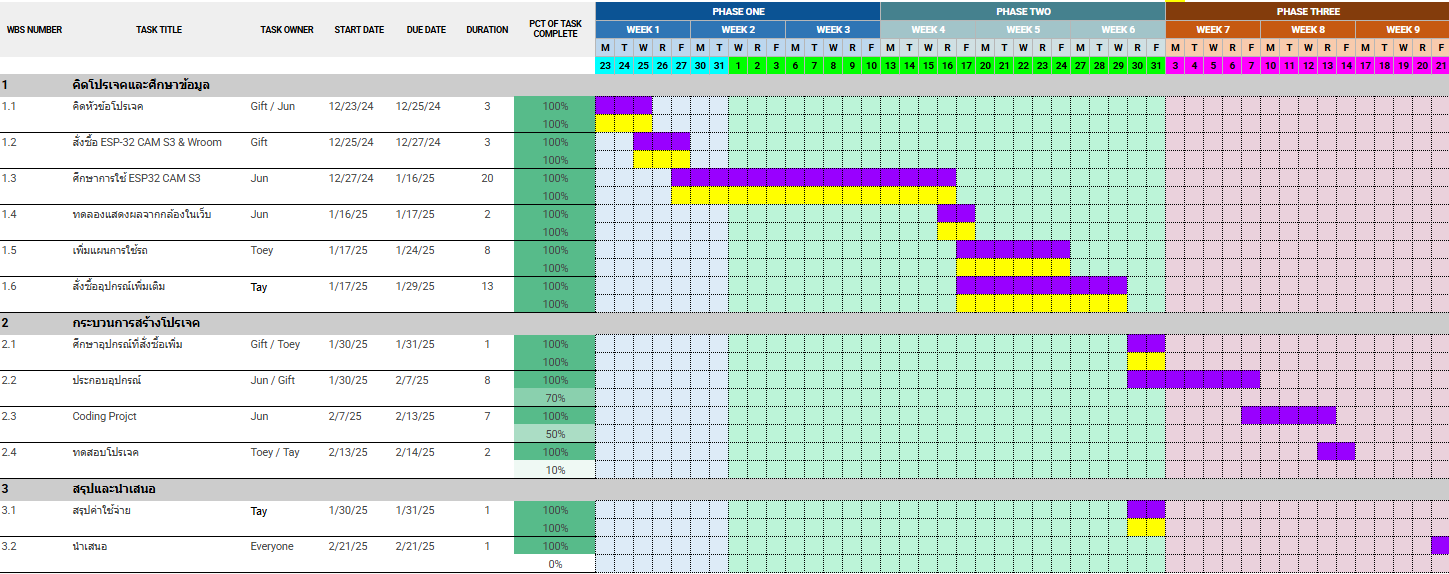 PHASE ONE PHASE TWO PHASE THREE
WBS NUMBER TASK TITLE TASK OWNER START DATE DUE DATE DURATION PCT OF TASK COMPLETE WEEK 1 WEEK 2 WEEK 3 WEEK 4 WEEK 5 WEEK 6 WEEK 7 WEEK 8 WEEK 9
M T W R F M T W R F M T W R F M T W R F M T W R F M T W R F M T W R F M T W R F M T W R F
23 24 25 26 27 30 31 1 2 3 6 7 8 9 10 13 14 15 16 17 20 21 22 23 24 27 28 29 30 31 3 4 5 6 7 10 11 12 13 14 17 18 19 20 21
1 คิดโปรเจคและศึกษาข้อมูล
1.1 คิดหัวข้อโปรเจค Gift / Jun 12/23/24 12/25/24 3 100%
100%
1.2 สั่งซื้อ ESP-32 CAM S3 & Wroom Gift 12/25/24 12/27/24 3 100%
100%
1.3 ศึกษาการใช้ ESP32 CAM S3 Jun 12/27/24 1/16/25 20 100%
100%
1.4 ทดลองแสดงผลจากกล้องในเว็บ Jun 1/16/25 1/17/25 2 100%
100%
1.5 เพิ่มแผนการใช้รถ Toey 1/17/25 1/24/25 8 100%
100%
1.6 สั่งซื้ออุปกรณ์เพิ่มเติม Tay 1/17/25 1/29/25 13 100%
100%
2 กระบวนการสร้างโปรเจค
2.1 ศึกษาอุปกรณ์ที่สั่งซื้อเพิ่ม Gift / Toey 1/30/25 1/31/25 1 100%
100%
2.2 ประกอบอุปกรณ์ Jun / Gift 1/30/25 2/7/25 8 100%
70%
2.3 Coding Projct Jun 2/7/25 2/13/25 7 100%
50%
2.4 ทดสอบโปรเจค Toey / Tay 2/13/25 2/14/25 2 100%
10%
3 สรุปและนำเสนอ
3.1 สรุปค่าใช้จ่าย Tay 1/30/25 1/31/25 1 100%
100%
3.2 นำเสนอ Everyone 2/21/25 2/21/25 1 100%
0%